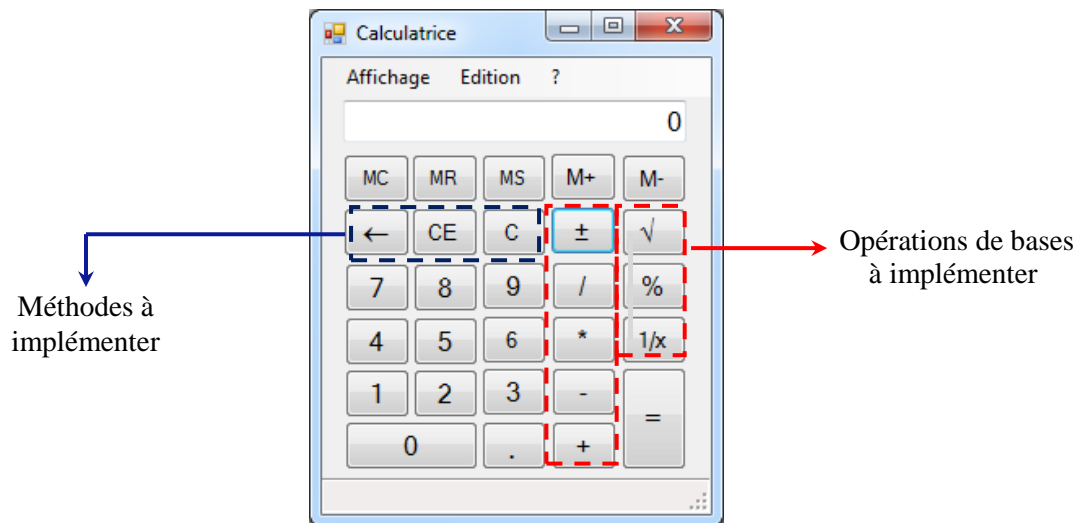 Calculatrice
Affichage Edition ?
0
MC MR MS M+ M-
← CE C ± √
7 8 9 / %
4 5 6 * 1/x
1 2 3 - =
0 . +
Méthodes à
implémenter
Opérations de bases
à implémenter